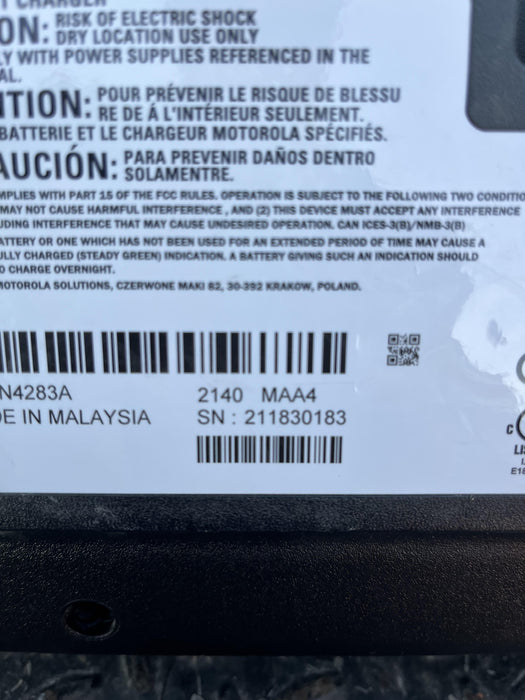 T CHARGER
ON: RISK OF ELECTRIC SHOCK
DRY LOCATION USE ONLY
LY WITH POWER SUPPLIES REFERENCED IN THE
AL.
TION: POUR PRÉVENIR LE RISQUE DE BLESSU
RE DE Á L'INTÉRIEUR SEULEMENT.
BATTERIE ET LE CHARGEUR MOTOROLA SPÉCIFIÉS.
AUCIÓN: PARA PREVENIR DAÑOS DENTRO
SOLAMENTRE.
MPLIES WITH PART 15 OF THE FCC RULES. OPERATION IS SUBJECT TO THE FOLLOWING TWO CONDITIO
MAY NOT CAUSE HARMFUL INTERFERENCE , AND (2) THIS DEVICE MUST ACCEPT ANY INTERFERENCE
UDING INTERFERENCE THAT MAY CAUSE UNDESIRED OPERATION. CAN ICES-3(B)/NMB-3(B)
ATTERY OR ONE WHICH HAS NOT BEEN USED FOR AN EXTENDED PERIOD OF TIME MAY CAUSE A
ULLY CHARGED (STEADY GREEN) INDICATION. A BATTERY GIVING SUCH AN INDICATION SHOULD
O CHARGE OVERNIGHT.
MOTOROLA SOLUTIONS, CZERWONE MAKI 82, 30-392 KRAKOW, POLAND.
N4283A 2140 MAA4
DE IN MALAYSIA SN : 211830183
C
LIS
E18